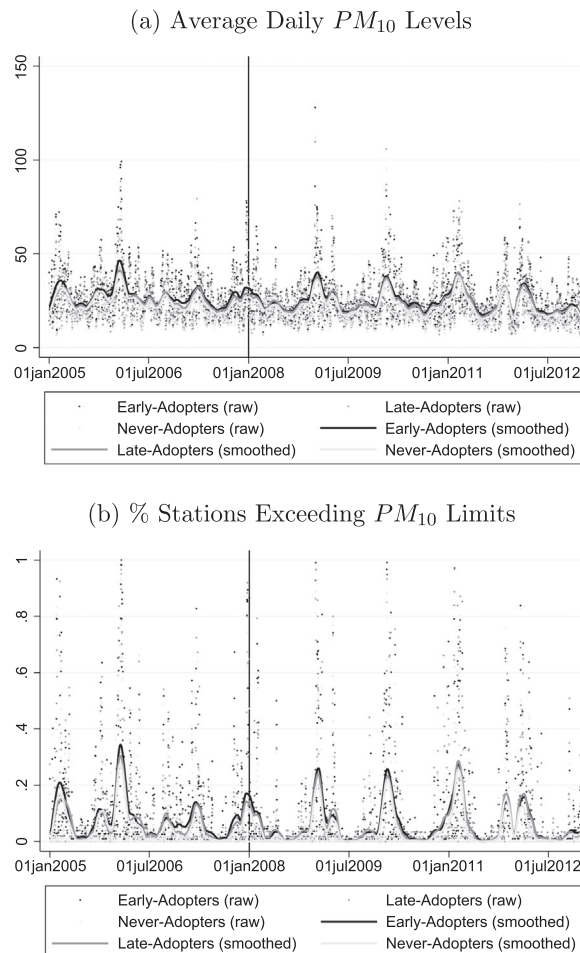 (a) Average Daily PM10 Levels
150
100
50
0
01jan2005 01jul2006 01jan2008 01jul2009 01jan2011 01jul2012
Early-Adopters (raw) Late-Adopters (raw)
Never-Adopters (raw) Early-Adopters (smoothed)
Late-Adopters (smoothed) Never-Adopters (smoothed)
(b) % Stations Exceeding PM10 Limits
1
.8
.6
.4
.2
0
01jan2005 01jul2006 01jan2008 01jul2009 01jan2011 01jul2012
Early-Adopters (raw) Late-Adopters (raw)
Never-Adopters (raw) Early-Adopters (smoothed)
Late-Adopters (smoothed) Never-Adopters (smoothed)